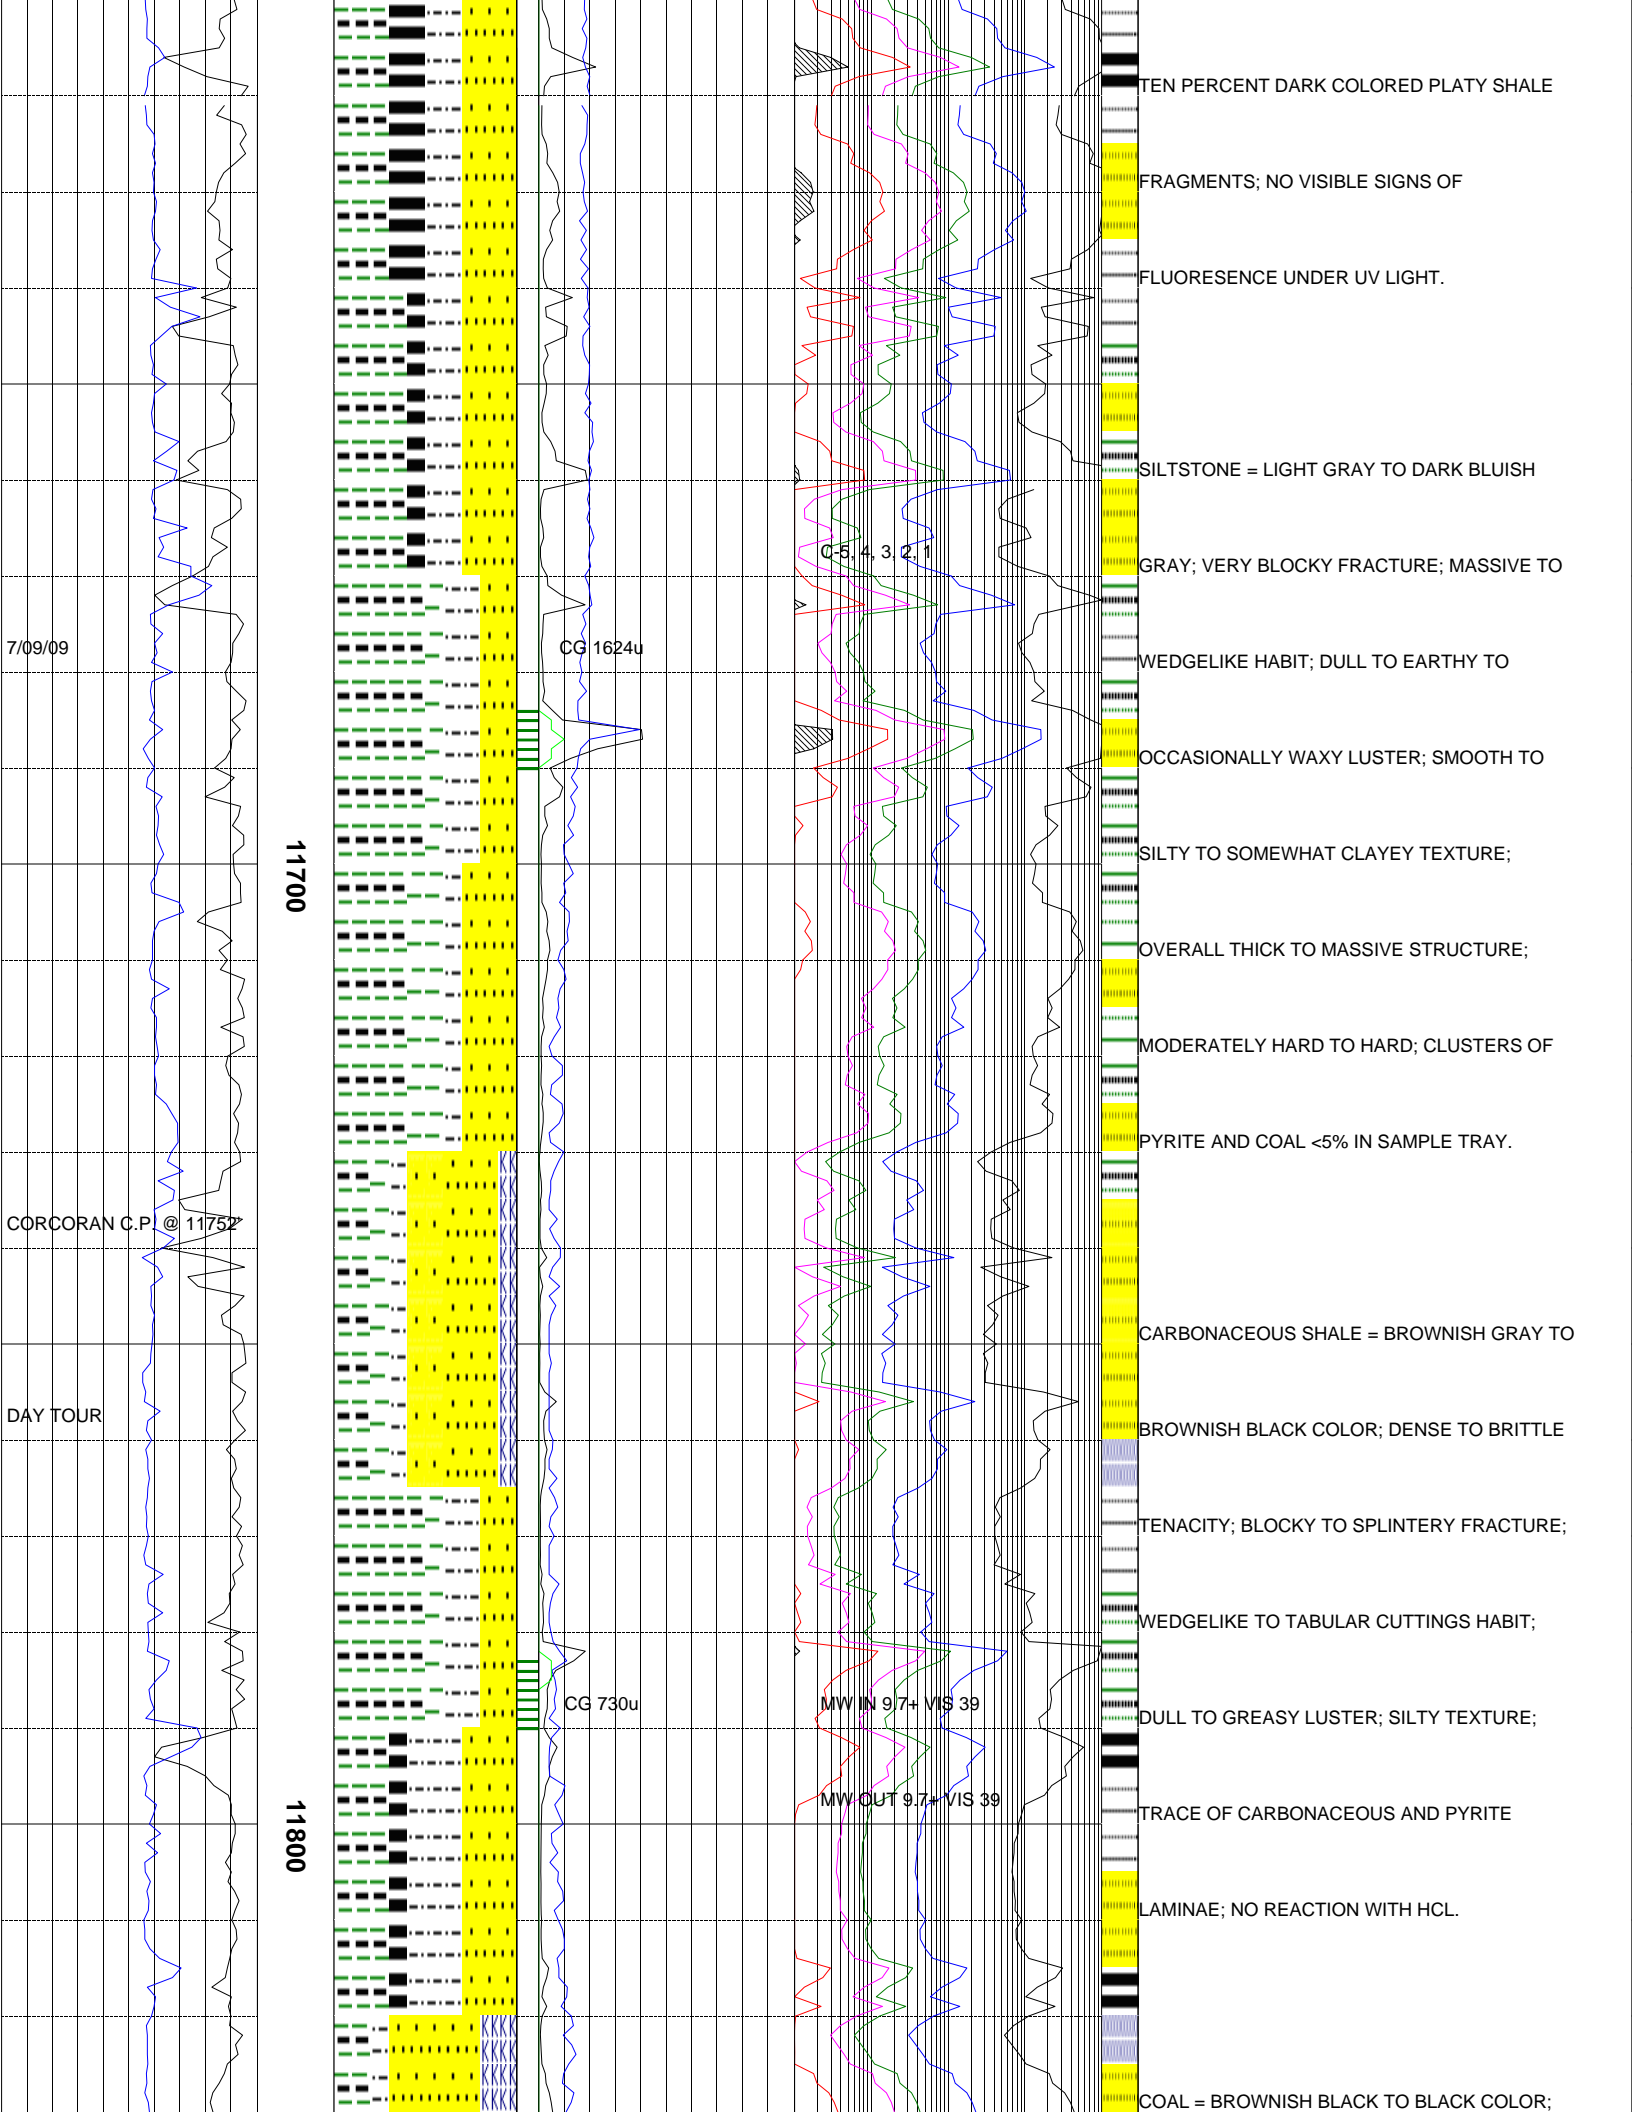 TEN PERCENT DARK COLORED PLATY SHALE
FRAGMENTS; NO VISIBLE SIGNS OF
FLUORESENCE UNDER UV LIGHT.
SILTSTONE = LIGHT GRAY TO DARK BLUISH
C-5, 4, 3, 2, 1
GRAY; VERY BLOCKY FRACTURE; MASSIVE TO
7/09/09
CG 1624u
WEDGELIKE HABIT; DULL TO EARTHY TO
OCCASIONALLY WAXY LUSTER; SMOOTH TO
11700
SILTY TO SOMEWHAT CLAYEY TEXTURE;
OVERALL THICK TO MASSIVE STRUCTURE;
MODERATELY HARD TO HARD; CLUSTERS OF
PYRITE AND COAL <5% IN SAMPLE TRAY.
CORCORAN C.P. @ 11752'
CARBONACEOUS SHALE = BROWNISH GRAY TO
DAY TOUR
BROWNISH BLACK COLOR; DENSE TO BRITTLE
TENACITY; BLOCKY TO SPLINTERY FRACTURE;
WEDGELIKE TO TABULAR CUTTINGS HABIT;
CG 730u
MW IN 9.7+ VIS 39
DULL TO GREASY LUSTER; SILTY TEXTURE;
MW OUT 9.7+ VIS 39
11800
TRACE OF CARBONACEOUS AND PYRITE
LAMINAE; NO REACTION WITH HCL.
COAL = BROWNISH BLACK TO BLACK COLOR;